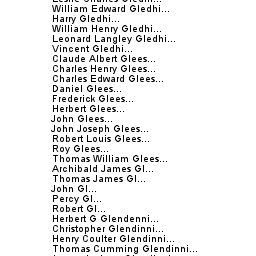 Leslie Charles Gledhi...
William Edward Gledhi...
Harry Gledhi...
William Henry Gledhi...
Leonard Langley Gledhi...
Vincent Gledhi...
Claude Albert Glees...
Charles Henry Glees...
Charles Edward Glees...
Daniel Glees...
Frederick Glees...
Herbert Glees...
John Glees...
John Joseph Glees...
Robert Louis Glees...
Roy Glees...
Thomas William Glees...
Archibald James Gl...
Thomas James Gl...
John Gl...
Percy Gl...
Robert Gl...
Herbert G Glendenni...
Christopher Glendinni...
Henry Coulter Glendinni...
Thomas Cumming Glendinni...